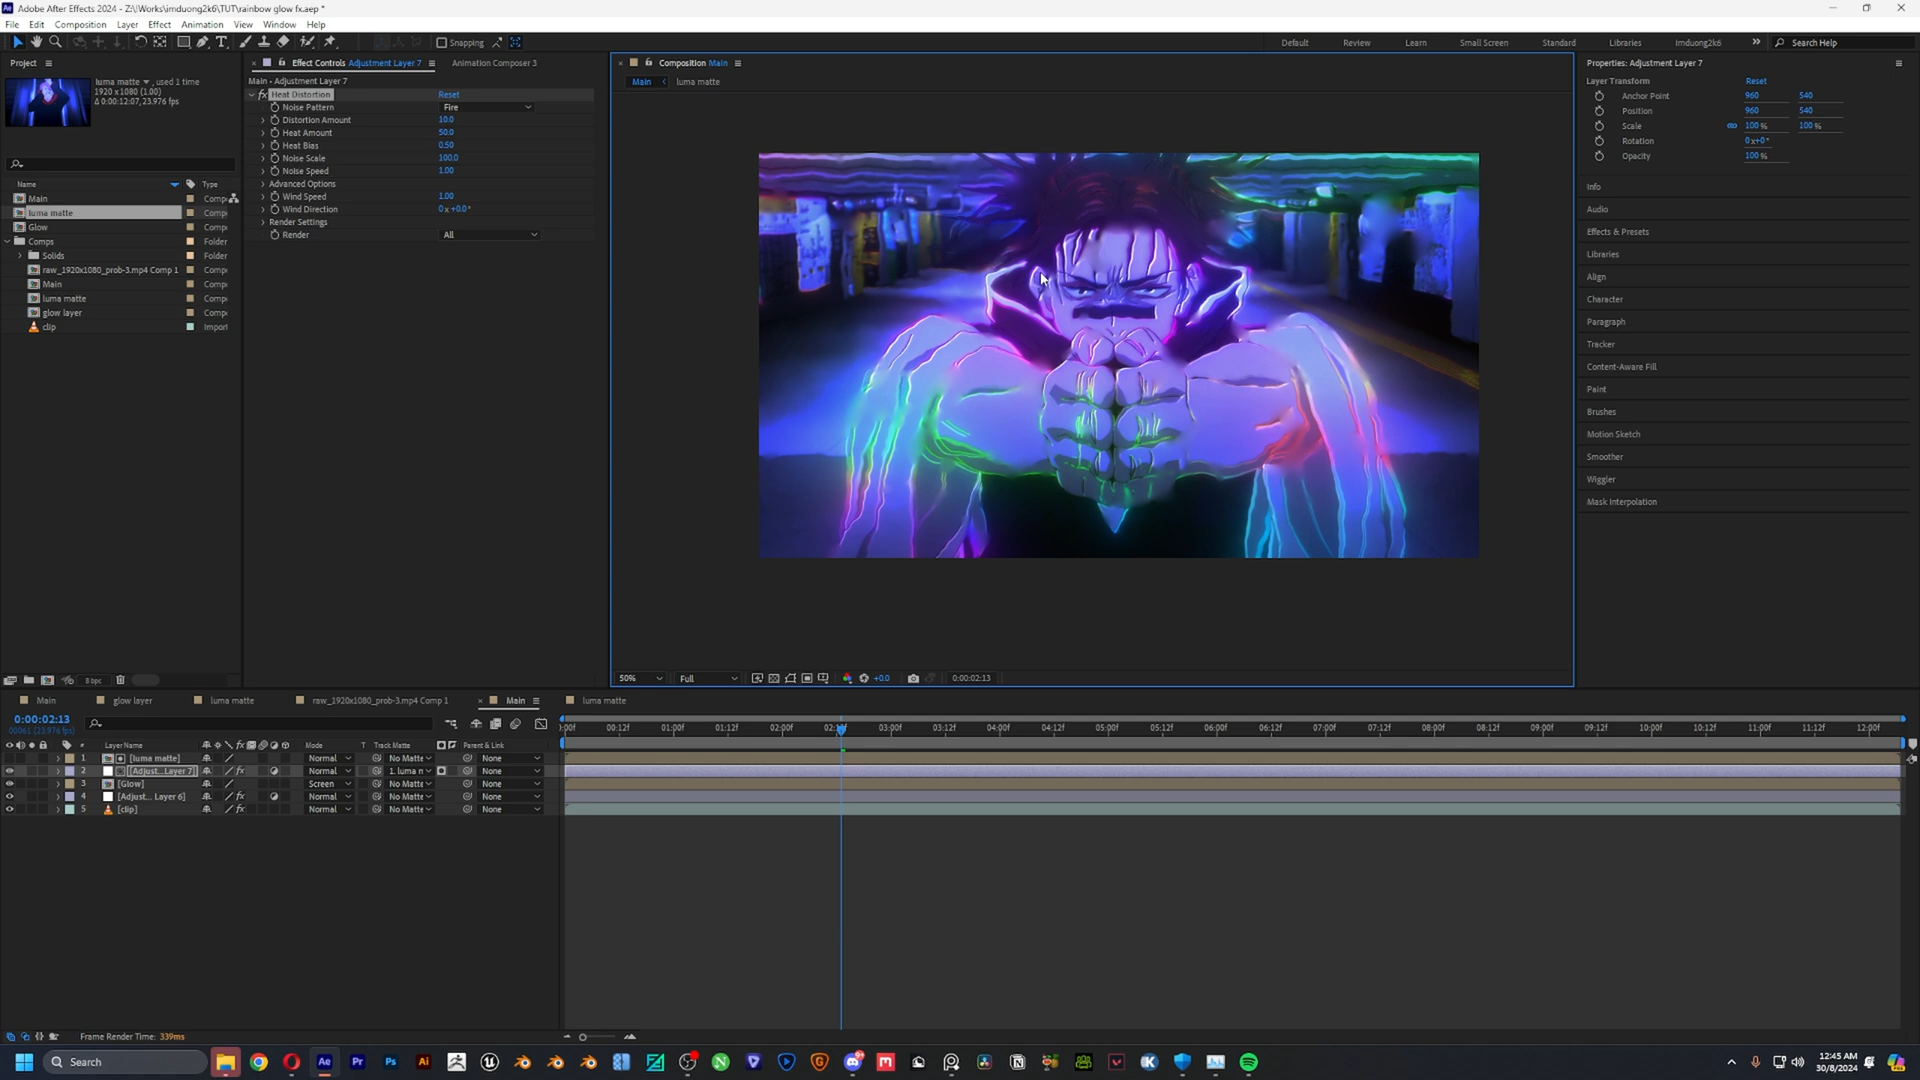 Adobe After Effects 2024 - Z:\!Works\imduong2k6\TUT\rainbow glow fx.aep *
File Edit Composition Layer Effect Animation View Window Help
Snapping
Default Review Learn Small Screen Standard Libraries Imduong2k6 Search Help
Project
luma matte , used 1 time
1920 x 1080 (1.00)
Δ 0:00:12:07, 23.976 fps
Name Type
Main Comp
luma matte Comp
Glow Comp
Comps Folder
Solids Folder
raw_1920x1080_prob-3.mp4 Comp 1 Comp
Main Comp
luma matte Comp
glow layer Comp
clip Import
8 bpc
Effect Controls Adjustment Layer 7 Animation Composer 3
Main • Adjustment Layer 7
fx Heat Distortion Reset
Noise Pattern Fire
Distortion Amount 10.0
Heat Amount 50.0
Heat Bias 0.50
Noise Scale 100.0
Noise Speed 1.00
Advanced Options
Wind Speed 1.00
Wind Direction 0x+0.0°
Render Settings
Render All
Composition Main
Main luma matte
50% Full +0.0 0:00:02:13
Properties: Adjustment Layer 7
Layer Transform Reset
Anchor Point 960 540
Position 960 540
Scale 100 % 100 %
Rotation 0x+0°
Opacity 100 %
Info
Audio
Effects & Presets
Libraries
Align
Character
Paragraph
Tracker
Content-Aware Fill
Paint
Brushes
Motion Sketch
Smoother
Wiggler
Mask Interpolation
Main glow layer luma matte raw_1920x1080_prob-3.mp4 Comp 1 Main luma matte
0:00:02:13
00061 (23.976 fps)
:00f 00:12f 01:00f 01:12f 02:00f 02:1 03:00f 03:12f 04:00f 04:12f 05:00f 05:12f 06:00f 06:12f 07:00f 07:12f 08:00f 08:12f 09:00f 09:12f 10:00f 10:12f 11:00f 11:12f 12:00f
# Layer Name Mode T Track Matte Parent & Link
1 [luma matte] Normal No Matte None
2 [Adjust...Layer 7] Normal 1. luma n None
3 [Glow] Screen No Matte None
4 [Adjust... Layer 6] Normal No Matte None
5 [clip] Normal No Matte None
Frame Render Time: 339ms
Search
12:45 AM
30/8/2024